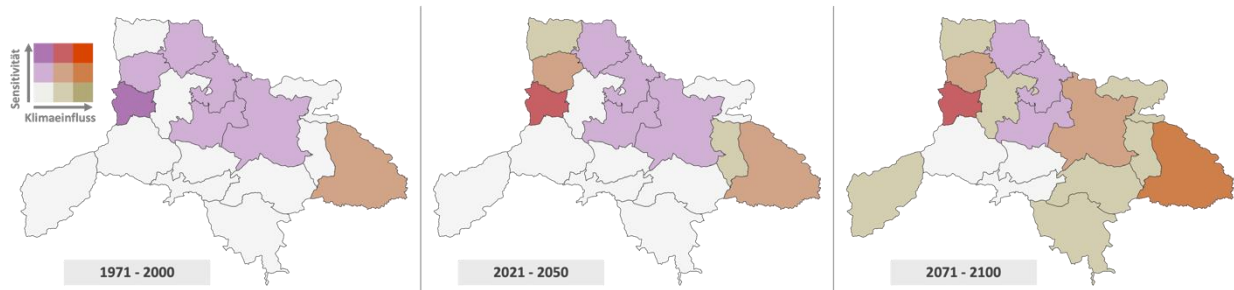 Sensitivität
Klimaeinfluss
1971 - 2000
2021 - 2050
2071 - 2100